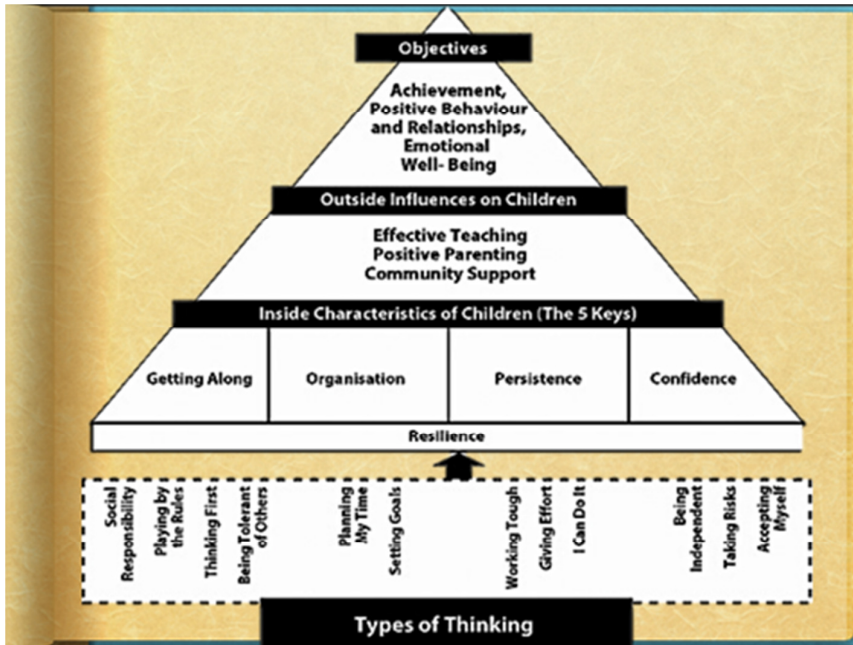 Objectives
Achievement,
Positive Behaviour
and Relationships,
Emotional
Well- Being
Outside Influences on Children
Effective Teaching
Positive Parenting
Community Support
Inside Characteristics of Children (The 5 Keys)
Getting Along
Organisation
Persistence
Confidence
Resilience
Social
Responsibility
Playing by
the Rules
Thinking First
Being Tolerant
of Others
Planning
My Time
Setting Goals
Working Tough
Giving Effort
I Can Do It
Being
Independent
Taking Risks
Accepting
Myself
Types of Thinking